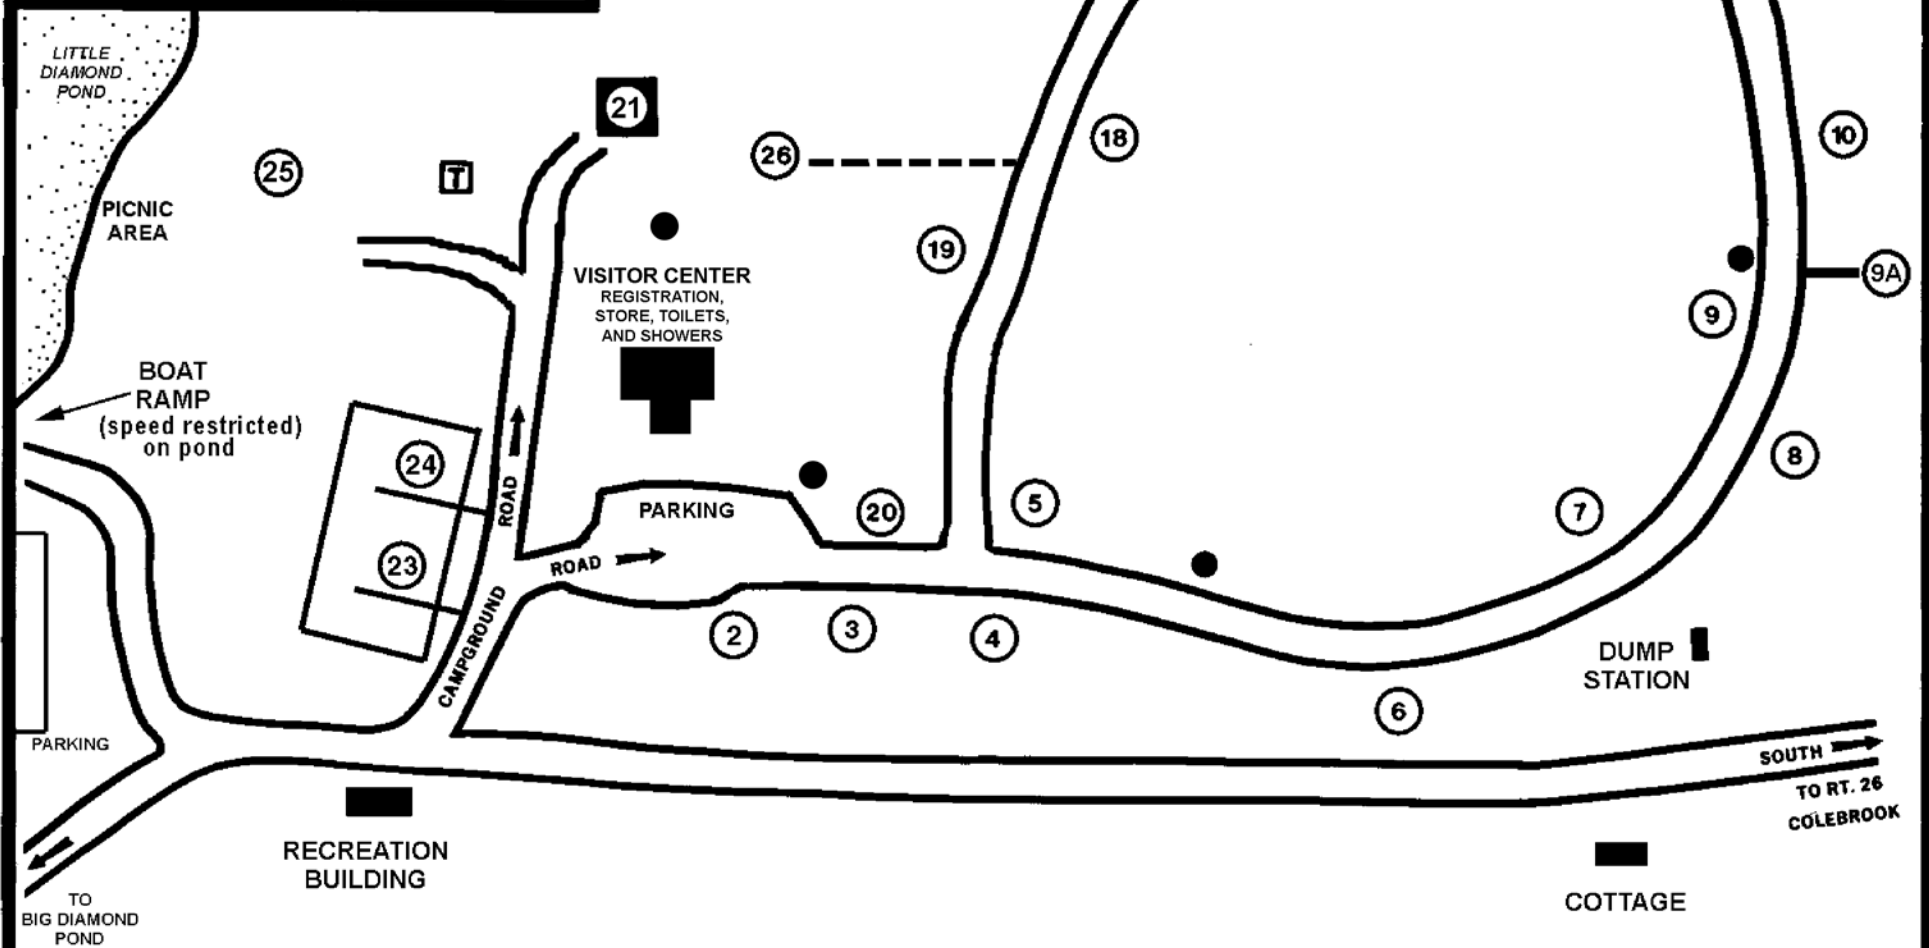 LITTLE
DIAMOND
POND
21
18
10
26
25
T
PICNIC
AREA
19
VISITOR CENTER
REGISTRATION,
STORE, TOILETS,
AND SHOWERS
9A
9
BOAT
RAMP
(speed restricted)
on pond
24
8
ROAD
PARKING
20
5
7
23
ROAD
CAMPGROUND
2
3
4
DUMP
STATION
6
PARKING
SOUTH
TO RT. 26
COLEBROOK
RECREATION
BUILDING
COTTAGE
TO
BIG DIAMOND
POND